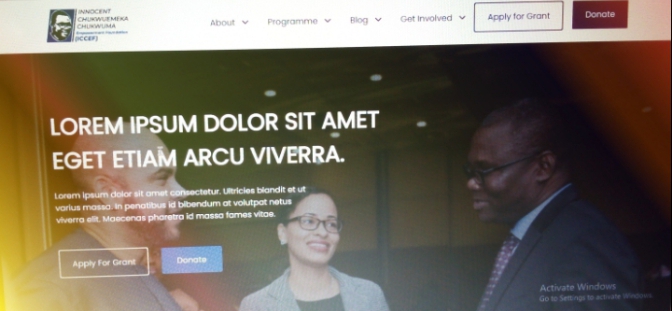 INNOCENT
CHUKWUEMEKA
CHUKWUMA
Empowerment Foundation
(ICCEF)
About
Programme
Blog
Get Involved
Apply for Grant
Donate
LOREM IPSUM DOLOR SIT AMET
EGET ETIAM ARCU VIVERRA.
Lorem ipsum dolor sit amet consectetur. Ultricies blandit et ut
varius massa. In penatibus id bibendum at volutpat netus
viverra elit. Maecenas pharetra id massa fames vitae.
Apply For Grant
Donate
Activate Windows
Go to Settings to activate Windows.